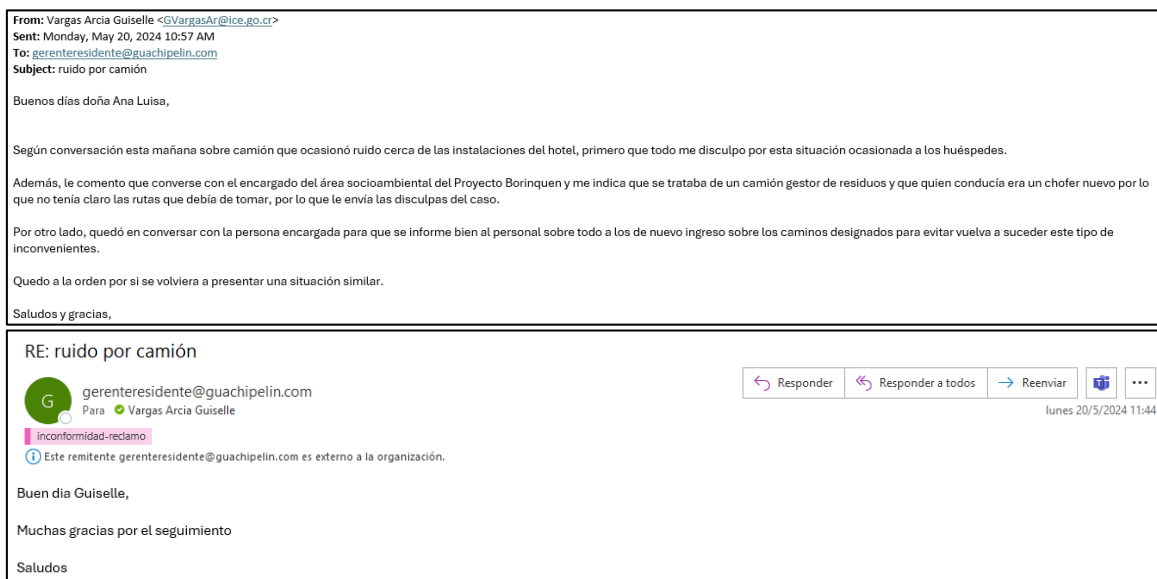 From: Vargas Arcia Guiselle <GVargasAr@ice.go.cr>
Sent: Monday, May 20, 2024 10:57 AM
To: gerenteresidente@guachipelin.com
Subject: ruido por camión
Buenos días doña Ana Luisa,
Según conversación esta mañana sobre camión que ocasionó ruido cerca de las instalaciones del hotel, primero que todo me disculpo por esta situación ocasionada a los huéspedes.
Además, le comento que converse con el encargado del área socioambiental del Proyecto Borinquen y me indica que se trataba de un camión gestor de residuos y que quien conducía era un chofer nuevo por lo
que no tenía claro las rutas que debía de tomar, por lo que le envía las disculpas del caso.
Por otro lado, quedó en conversar con la persona encargada para que se informe bien al personal sobre todo a los de nuevo ingreso sobre los caminos designados para evitar vuelva a suceder este tipo de
inconvenientes.
Quedo a la orden por si se volviera a presentar una situación similar.
Saludos y gracias,
RE: ruido por camión
G
gerenteresidente@guachipelin.com
Para Vargas Arcia Guiselle
Responder
Responder a todos
Reenviar
lunes 20/5/2024 11:44
inconformidad-reclamo
Este remitente gerenteresidente@guachipelin.com es externo a la organización.
Buen dia Guiselle,
Muchas gracias por el seguimiento
Saludos